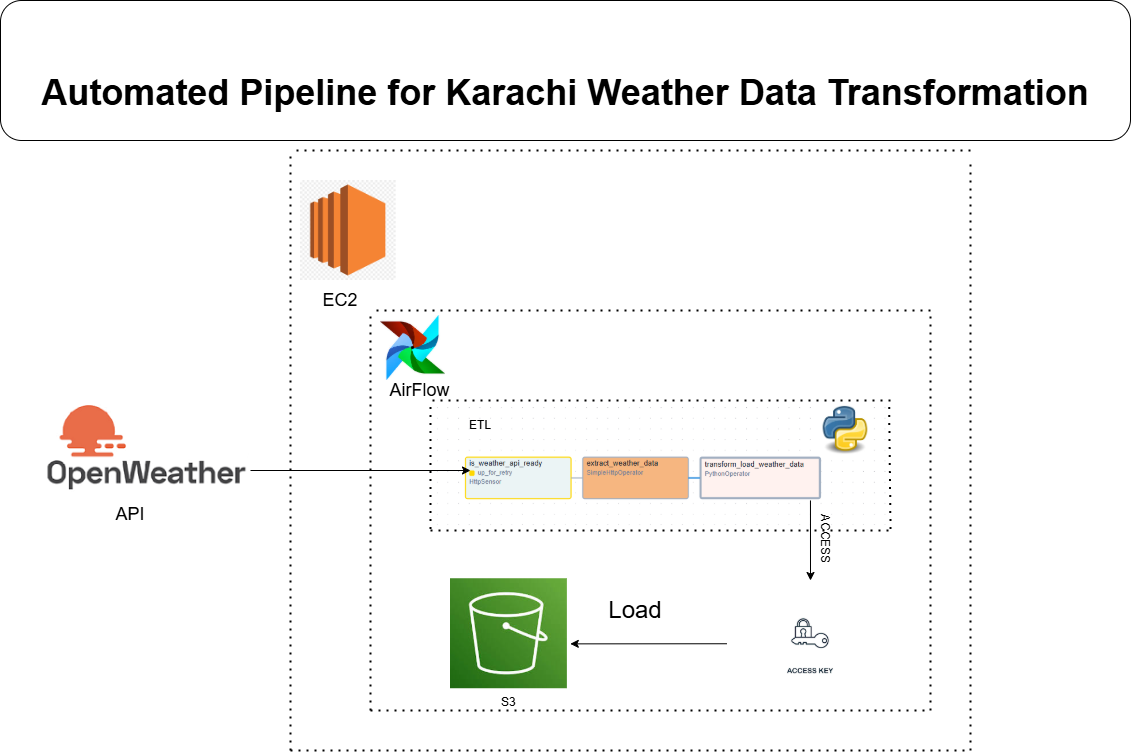 Automated Pipeline for Karachi Weather Data Transformation
EC2
AirFlow
ETL
OpenWeather
API
is_weather_api_ready
up_for_retry
HttpSensor
extract_weather_data
SimpleHttpOperator
transform_load_weather_data
PythonOperator
ACCESS
Load
ACCESS KEY
S3